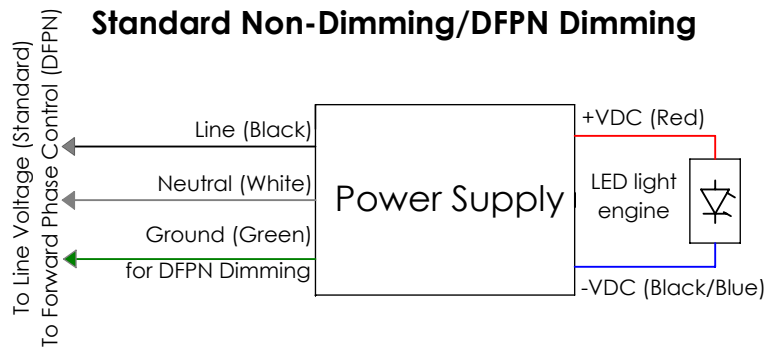 Standard Non-Dimming/DFPN Dimming
To Line Voltage (Standard)
To Forward Phase Control (DFPN)
Line (Black)
Neutral (White)
Ground (Green)
for DFPN Dimming
Power Supply
+VDC (Red)
LED light
engine
-VDC (Black/Blue)